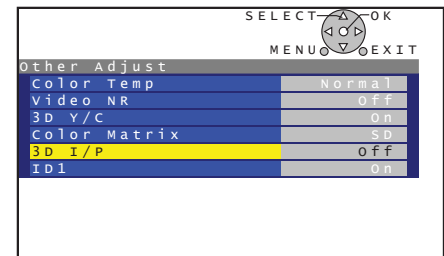 SELECT OK
MENU EXIT
Other Adjust
Color Temp Normal
Video NR Off
3D Y/C On
Color Matrix SD
3D I/P Off
ID1 On